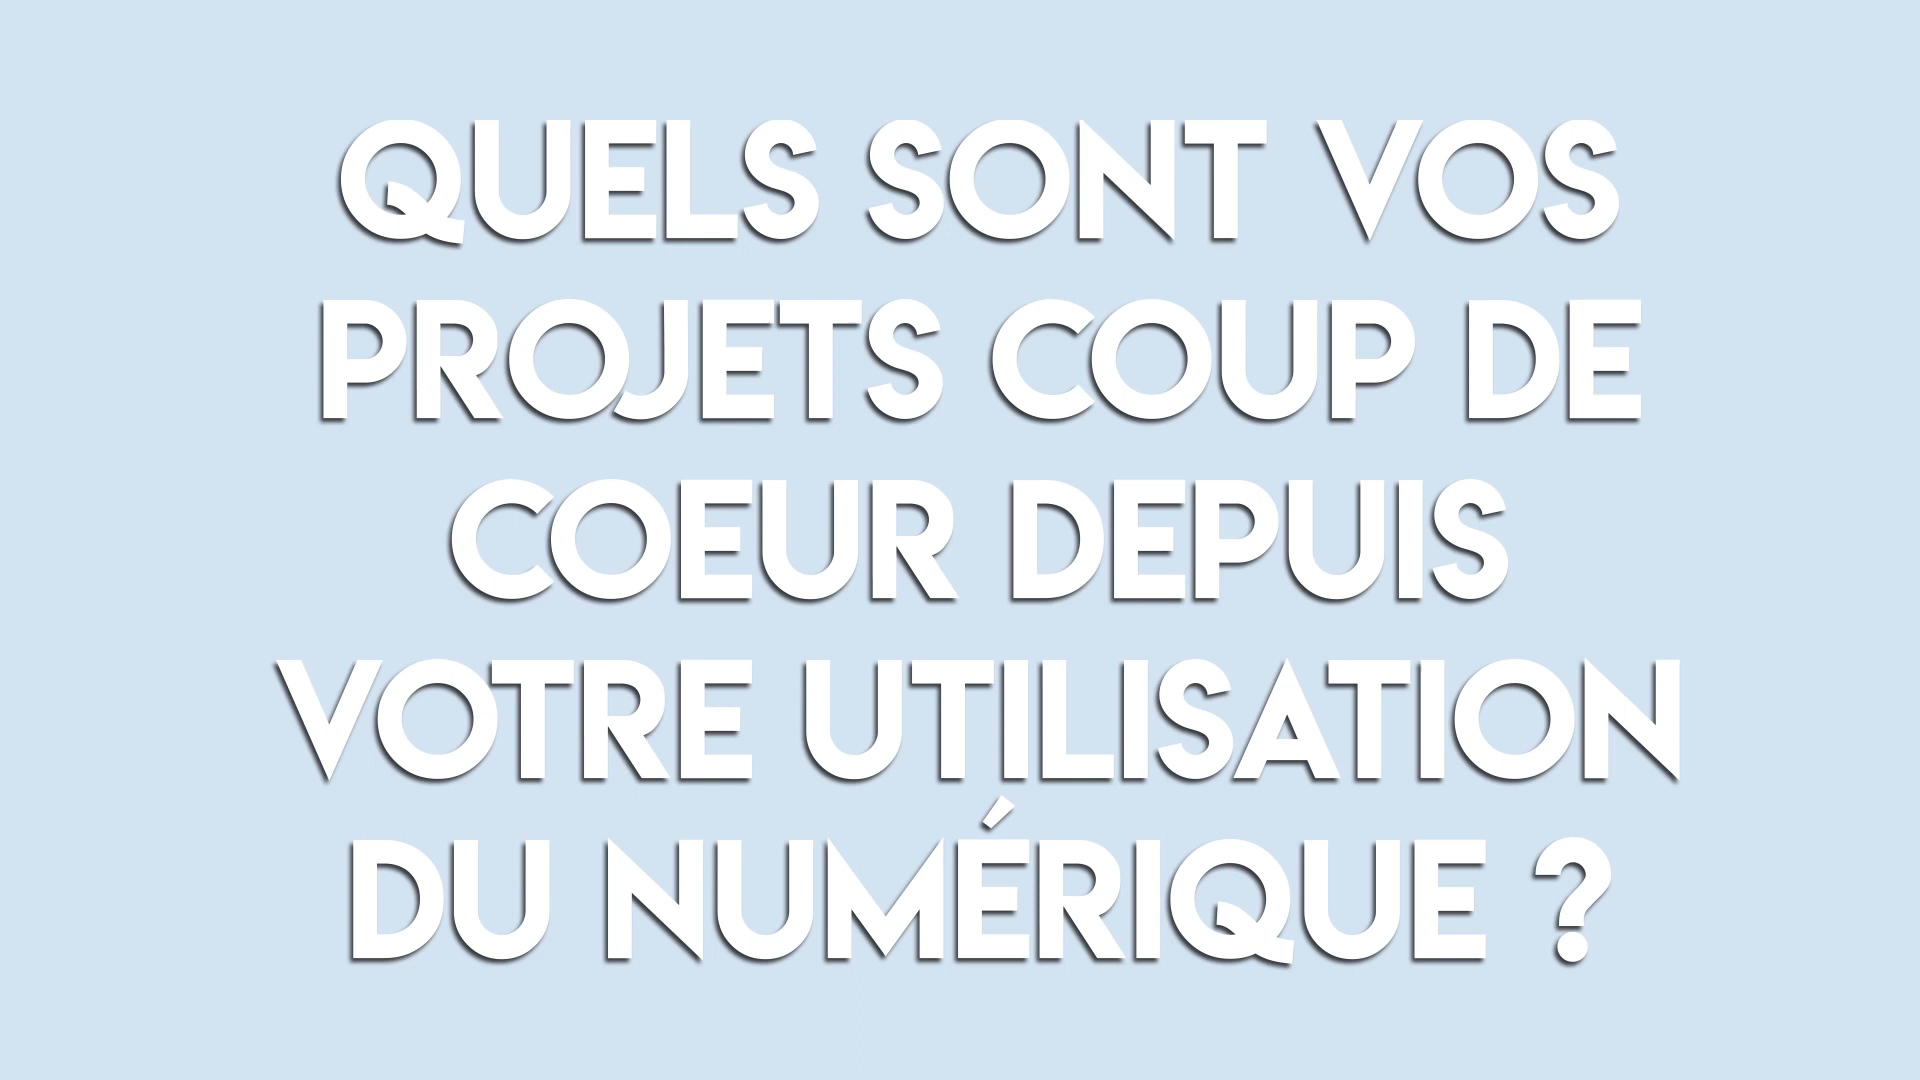 QUELS SONT VOS
PROJETS COUP DE
COEUR DEPUIS
VOTRE UTILISATION
DU NUMÉRIQUE ?